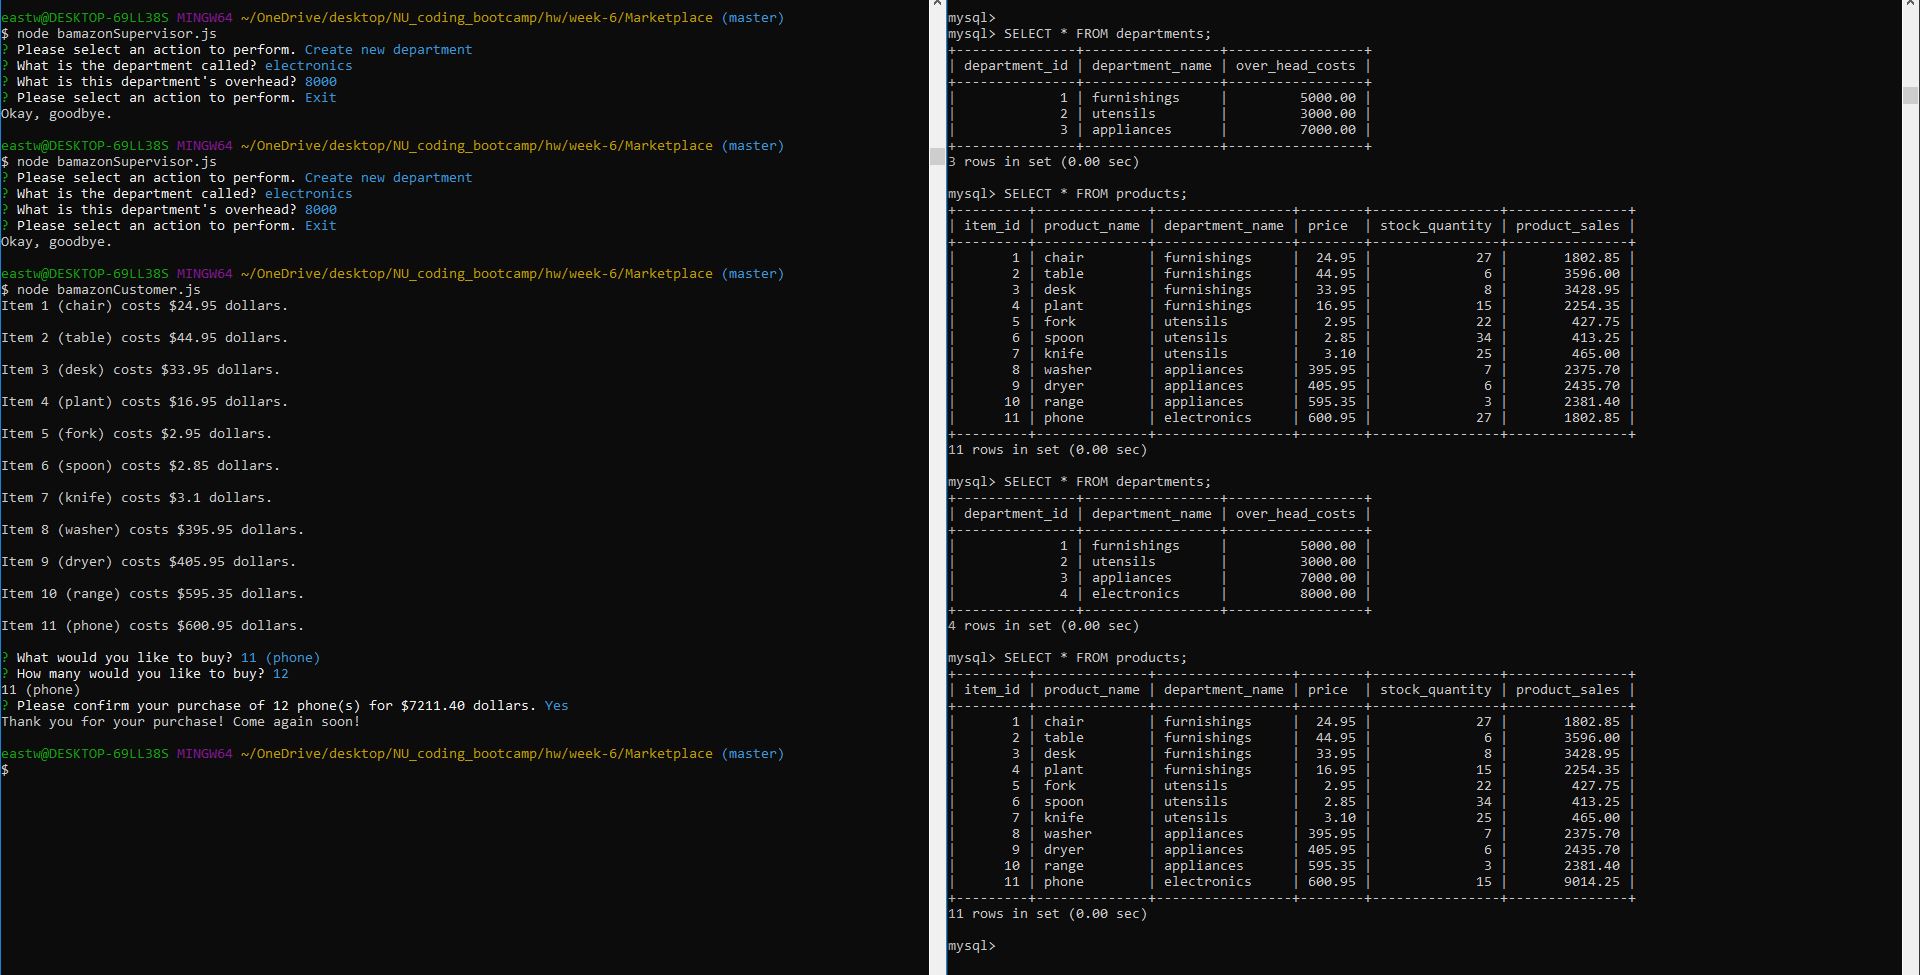 eastw@DESKTOP-69LL38S MINGW64 ~/OneDrive/desktop/NU_coding_bootcamp/hw/week-6/Marketplace (master)
$ node bamazonSupervisor.js
? Please select an action to perform. Create new department
? What is the department called? electronics
? What is this department's overhead? 8000
? Please select an action to perform. Exit
Okay, goodbye.
eastw@DESKTOP-69LL38S MINGW64 ~/OneDrive/desktop/NU_coding_bootcamp/hw/week-6/Marketplace (master)
$ node bamazonSupervisor.js
? Please select an action to perform. Create new department
? What is the department called? electronics
? What is this department's overhead? 8000
? Please select an action to perform. Exit
Okay, goodbye.
eastw@DESKTOP-69LL38S MINGW64 ~/OneDrive/desktop/NU_coding_bootcamp/hw/week-6/Marketplace (master)
$ node bamazonCustomer.js
Item 1 (chair) costs $24.95 dollars.
Item 2 (table) costs $44.95 dollars.
Item 3 (desk) costs $33.95 dollars.
Item 4 (plant) costs $16.95 dollars.
Item 5 (fork) costs $2.95 dollars.
Item 6 (spoon) costs $2.85 dollars.
Item 7 (knife) costs $3.1 dollars.
Item 8 (washer) costs $395.95 dollars.
Item 9 (dryer) costs $405.95 dollars.
Item 10 (range) costs $595.35 dollars.
Item 11 (phone) costs $600.95 dollars.
? What would you like to buy? 11 (phone)
? How many would you like to buy? 12
11 (phone)
? Please confirm your purchase of 12 phone(s) for $7211.40 dollars. Yes
Thank you for your purchase! Come again soon!
eastw@DESKTOP-69LL38S MINGW64 ~/OneDrive/desktop/NU_coding_bootcamp/hw/week-6/Marketplace (master)
$
mysql>
mysql> SELECT * FROM departments;
+---------------+-----------------+-----------------+
| department_id | department_name | over_head_costs |
+---------------+-----------------+-----------------+
| 1 | furnishings | 5000.00 |
| 2 | utensils | 3000.00 |
| 3 | appliances | 7000.00 |
+---------------+-----------------+-----------------+
3 rows in set (0.00 sec)
mysql> SELECT * FROM products;
+---------+--------------+-----------------+--------+----------------+---------------+
| item_id | product_name | department_name | price | stock_quantity | product_sales |
+---------+--------------+-----------------+--------+----------------+---------------+
| 1 | chair | furnishings | 24.95 | 27 | 1802.85 |
| 2 | table | furnishings | 44.95 | 6 | 3596.00 |
| 3 | desk | furnishings | 33.95 | 8 | 3428.95 |
| 4 | plant | furnishings | 16.95 | 15 | 2254.35 |
| 5 | fork | utensils | 2.95 | 22 | 427.75 |
| 6 | spoon | utensils | 2.85 | 34 | 413.25 |
| 7 | knife | utensils | 3.10 | 25 | 465.00 |
| 8 | washer | appliances | 395.95 | 7 | 2375.70 |
| 9 | dryer | appliances | 405.95 | 6 | 2435.70 |
| 10 | range | appliances | 595.35 | 3 | 2381.40 |
| 11 | phone | electronics | 600.95 | 27 | 1802.85 |
+---------+--------------+-----------------+--------+----------------+---------------+
11 rows in set (0.00 sec)
mysql> SELECT * FROM departments;
+---------------+-----------------+-----------------+
| department_id | department_name | over_head_costs |
+---------------+-----------------+-----------------+
| 1 | furnishings | 5000.00 |
| 2 | utensils | 3000.00 |
| 3 | appliances | 7000.00 |
| 4 | electronics | 8000.00 |
+---------------+-----------------+-----------------+
4 rows in set (0.00 sec)
mysql> SELECT * FROM products;
+---------+--------------+-----------------+--------+----------------+---------------+
| item_id | product_name | department_name | price | stock_quantity | product_sales |
+---------+--------------+-----------------+--------+----------------+---------------+
| 1 | chair | furnishings | 24.95 | 27 | 1802.85 |
| 2 | table | furnishings | 44.95 | 6 | 3596.00 |
| 3 | desk | furnishings | 33.95 | 8 | 3428.95 |
| 4 | plant | furnishings | 16.95 | 15 | 2254.35 |
| 5 | fork | utensils | 2.95 | 22 | 427.75 |
| 6 | spoon | utensils | 2.85 | 34 | 413.25 |
| 7 | knife | utensils | 3.10 | 25 | 465.00 |
| 8 | washer | appliances | 395.95 | 7 | 2375.70 |
| 9 | dryer | appliances | 405.95 | 6 | 2435.70 |
| 10 | range | appliances | 595.35 | 3 | 2381.40 |
| 11 | phone | electronics | 600.95 | 15 | 9014.25 |
+---------+--------------+-----------------+--------+----------------+---------------+
11 rows in set (0.00 sec)
mysql>